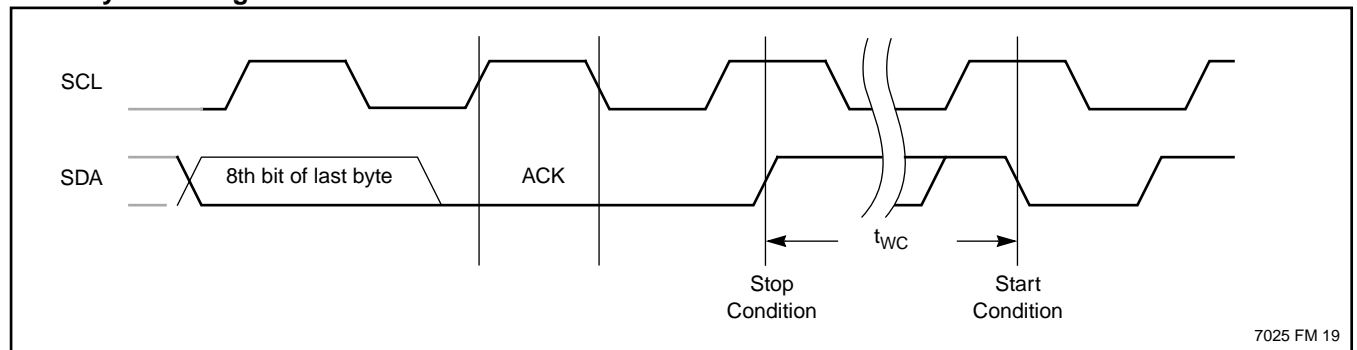 SCL
SDA
8th bit of last byte
ACK
tWC
Stop
Condition
Start
Condition
7025 FM 19